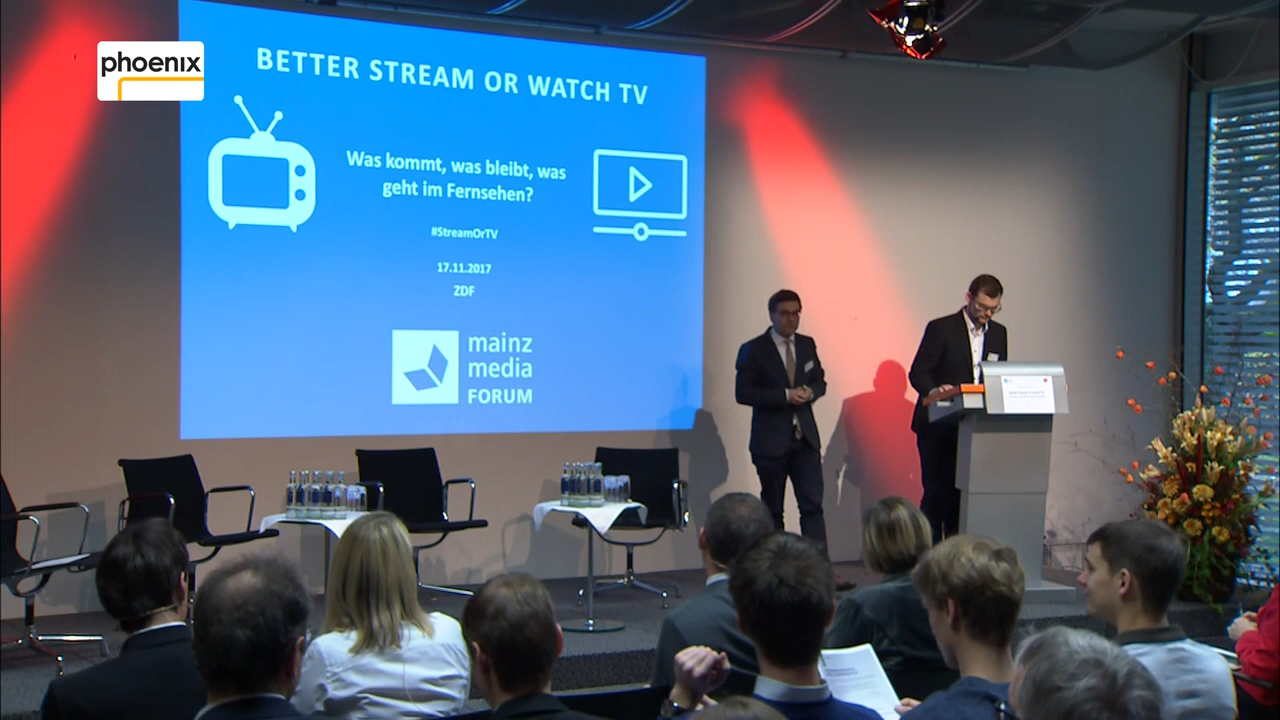 phoenix
BETTER STREAM OR WATCH TV
Was kommt, was bleibt, was
geht im Fernsehen?
#StreamOrTV
17.11.2017
ZDF
mainz
media
FORUM